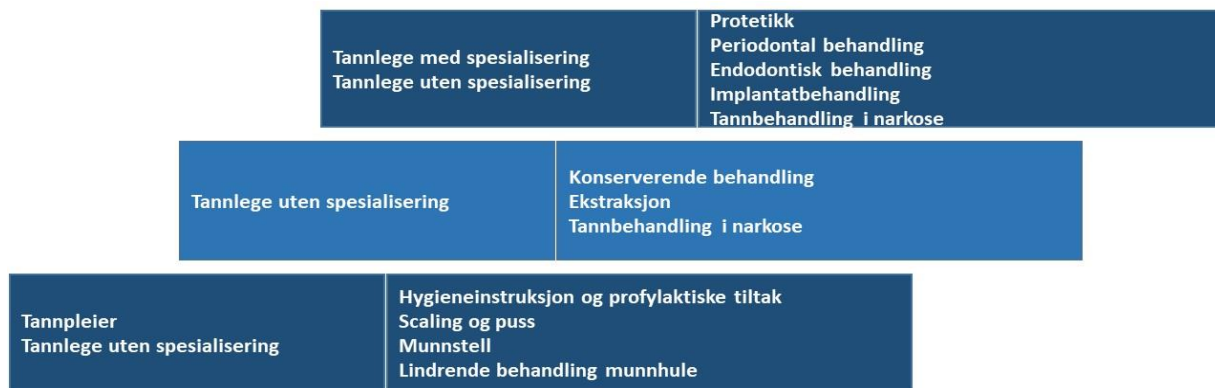 Tannlege med spesialisering
Tannlege uten spesialisering
Protetikk
Periodontal behandling
Endodontisk behandling
Implantatbehandling
Tannbehandling i narkose
Tannlege uten spesialisering
Konserverende behandling
Ekstraksjon
Tannbehandling i narkose
Tannpleier
Tannlege uten spesialisering
Hygieneinstruksjon og profylaktiske tiltak
Scaling og puss
Munnstell
Lindrende behandling munnhule